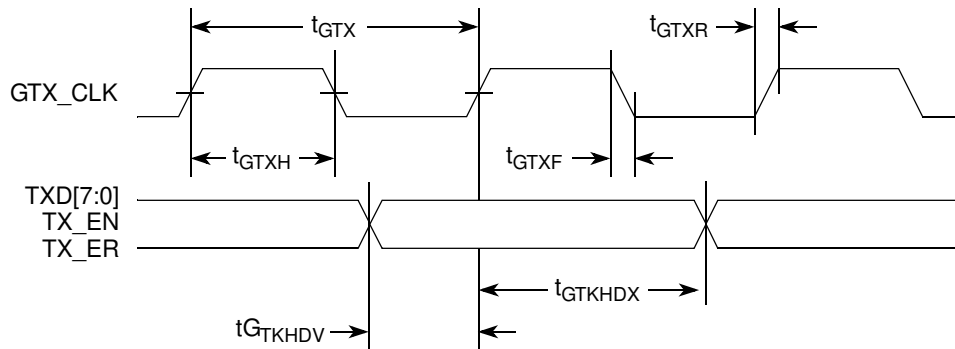 tGTX
tGTXR
GTX_CLK
tGTXH
tGTXF
TXD[7:0]
TX_EN
TX_ER
tGTKHDX
tGTKHDV